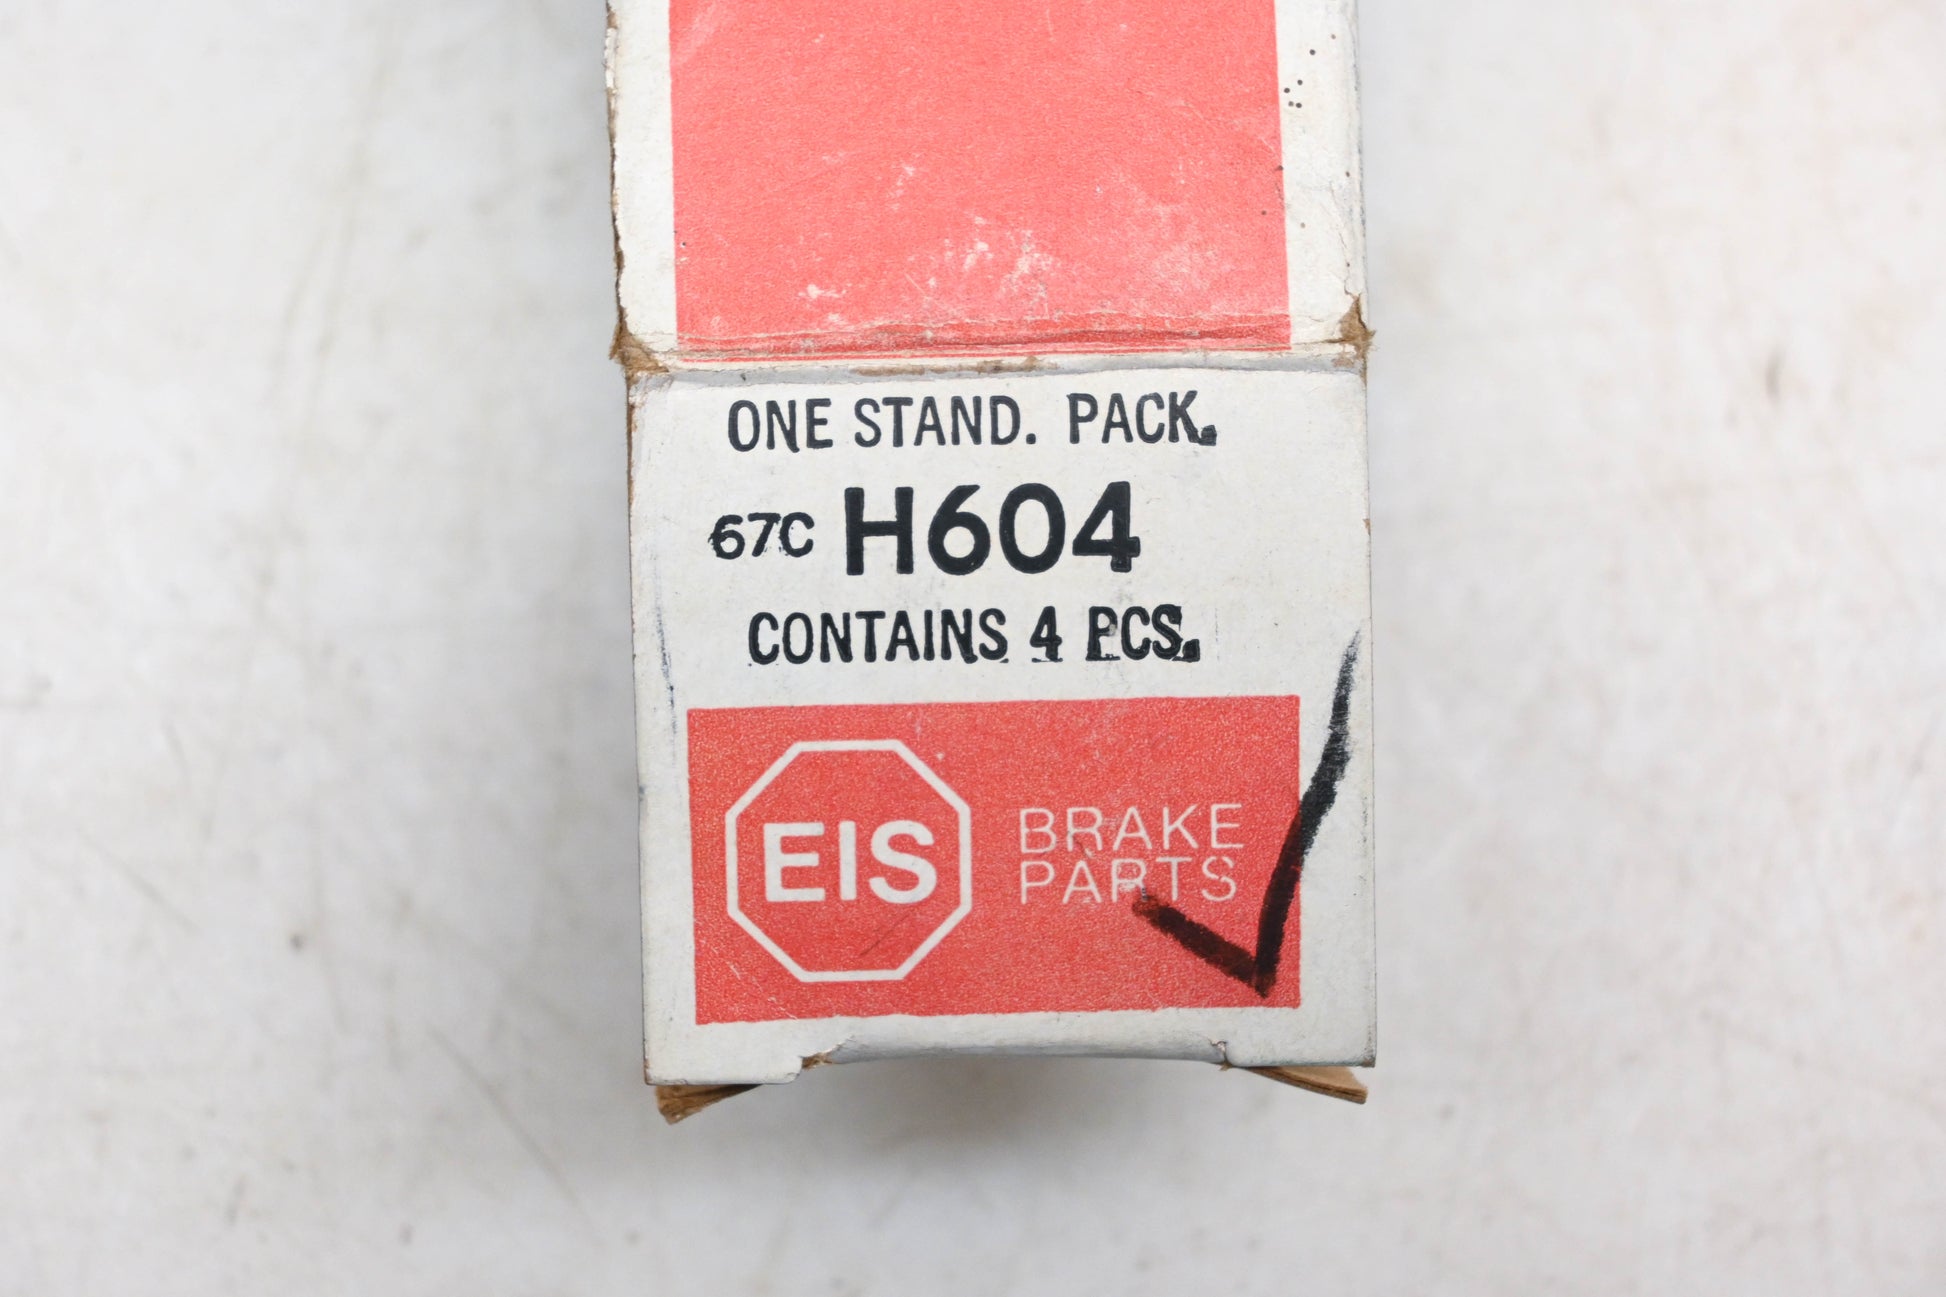 ONE STAND. PACK.
67C H604
CONTAINS 4 PCS.
EIS
BRAKE
PARTS